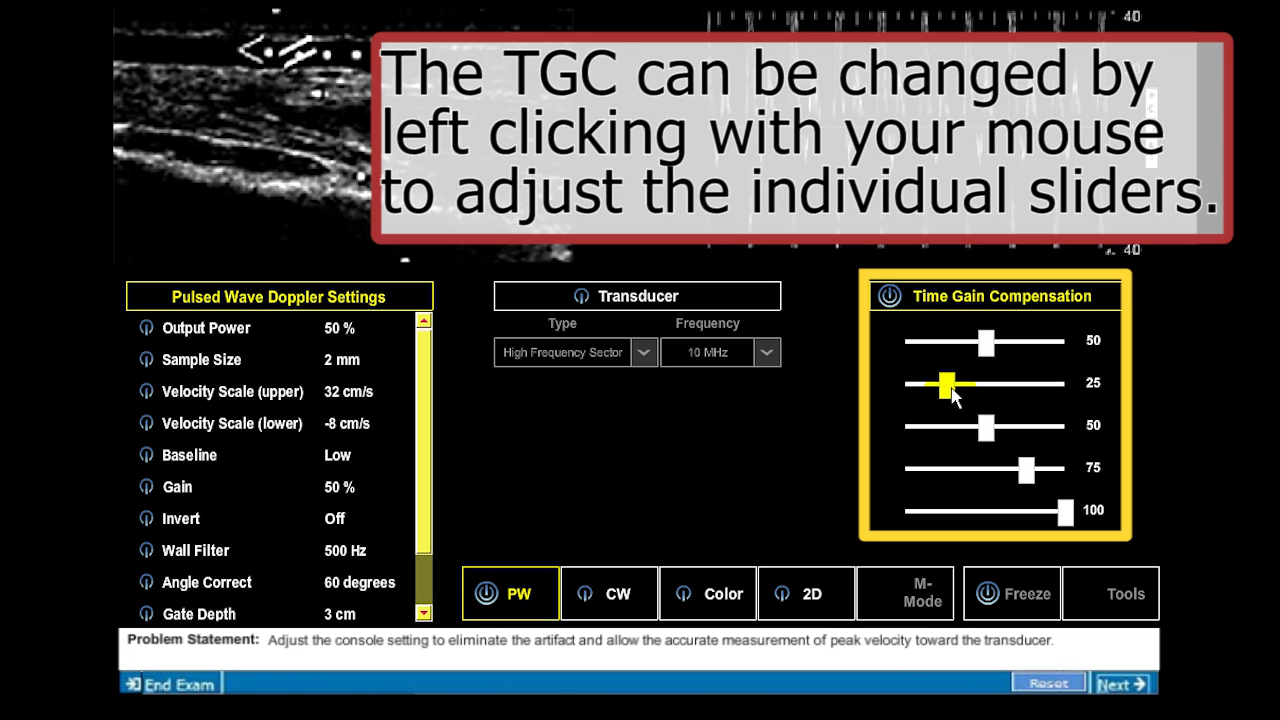 40
The TGC can be changed by
left clicking with your mouse
to adjust the individual sliders.
40
Pulsed Wave Doppler Settings
Output Power 50 %
Sample Size 2 mm
Velocity Scale (upper) 32 cm/s
Velocity Scale (lower) -8 cm/s
Baseline Low
Gain 50 %
Invert Off
Wall Filter 500 Hz
Angle Correct 60 degrees
Gate Depth 3 cm
Transducer
Type Frequency
High Frequency Sector 10 MHz
Time Gain Compensation
50
25
50
75
100
PW CW Color 2D M-Mode Freeze Tools
Problem Statement: Adjust the console setting to eliminate the artifact and allow the accurate measurement of peak velocity toward the transducer.
End Exam Reset Next